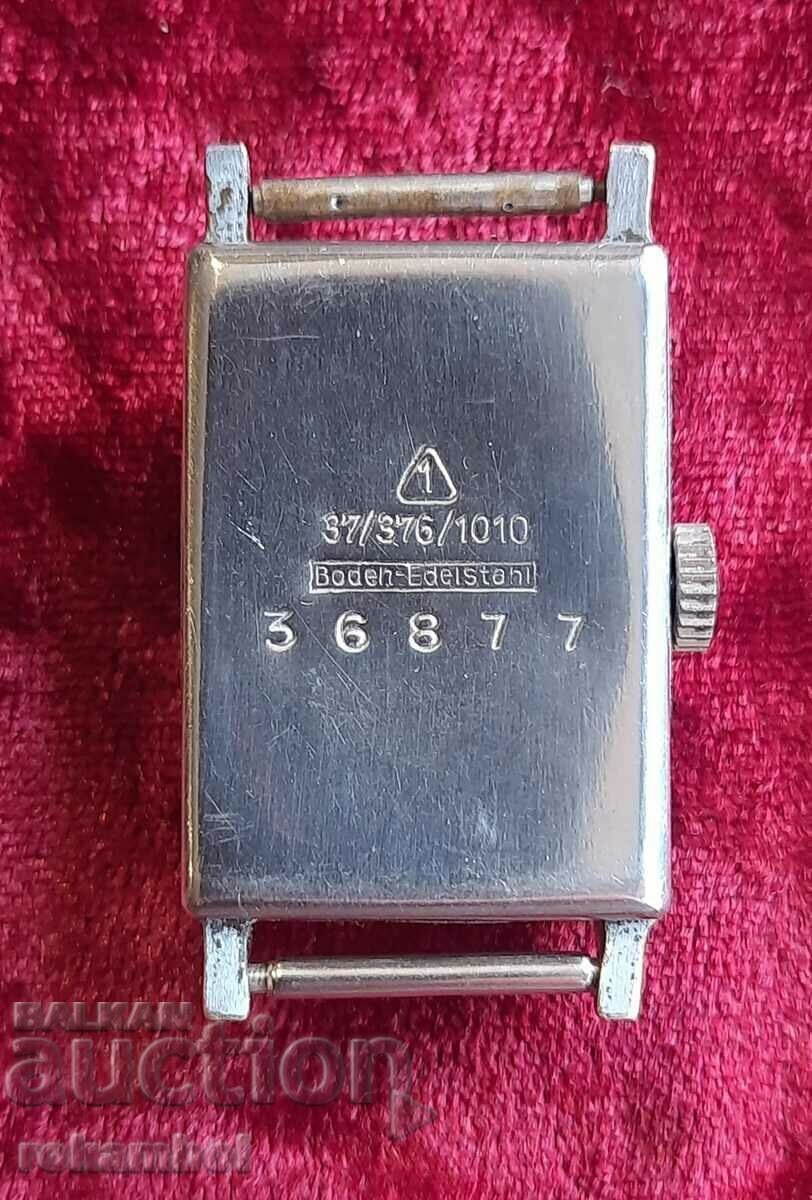 1
37/376/1010
Boden-Edelstahl
36877
BALKAN
auction
rokambol